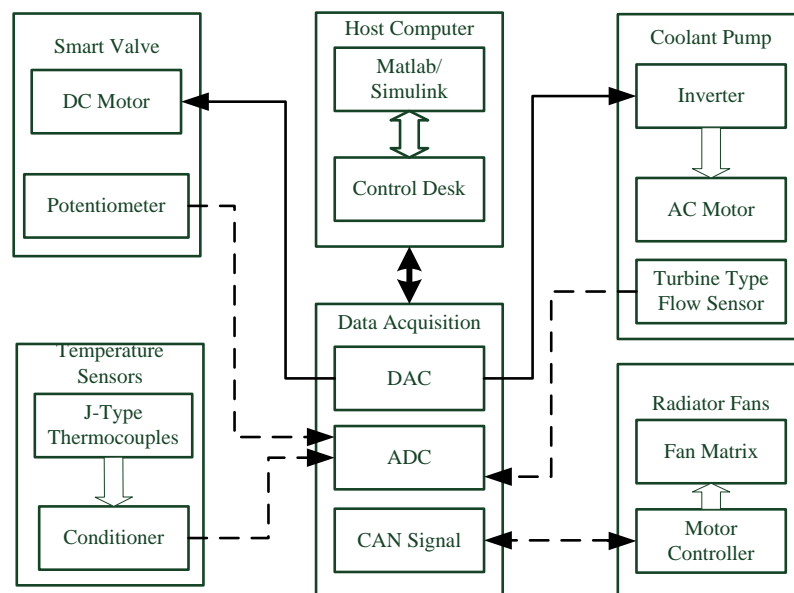 Smart Valve
DC Motor
Potentiometer
Temperature
Sensors
J-Type
Thermocouples
Conditioner
Host Computer
Matlab/
Simulink
Control Desk
Data Acquisition
DAC
ADC
CAN Signal
Coolant Pump
Inverter
AC Motor
Turbine Type
Flow Sensor
Radiator Fans
Fan Matrix
Motor
Controller